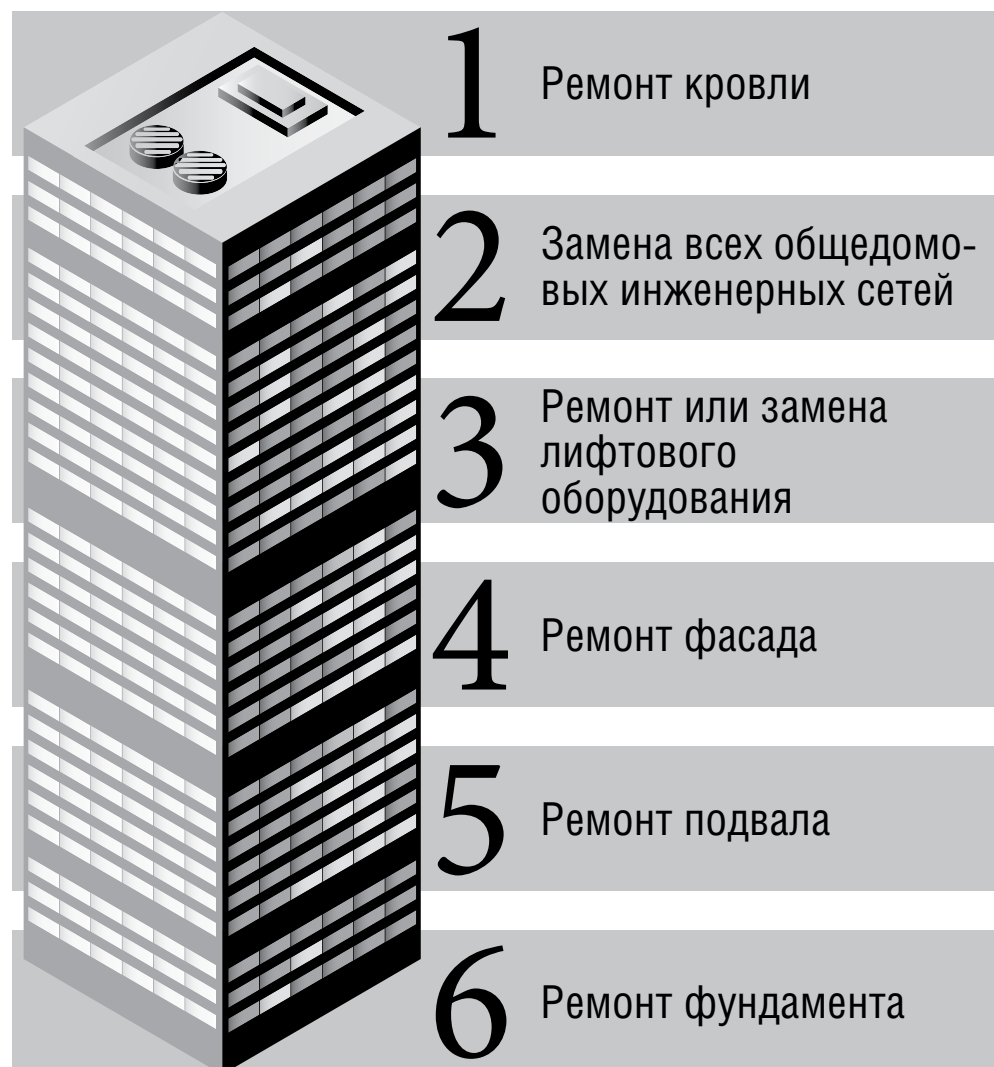 1
Ремонт кровли
2
Замена всех общедомо-
вых инженерных сетей
3
Ремонт или замена
лифтового
оборудования
4
Ремонт фасада
5
Ремонт подвала
6
Ремонт фундамента